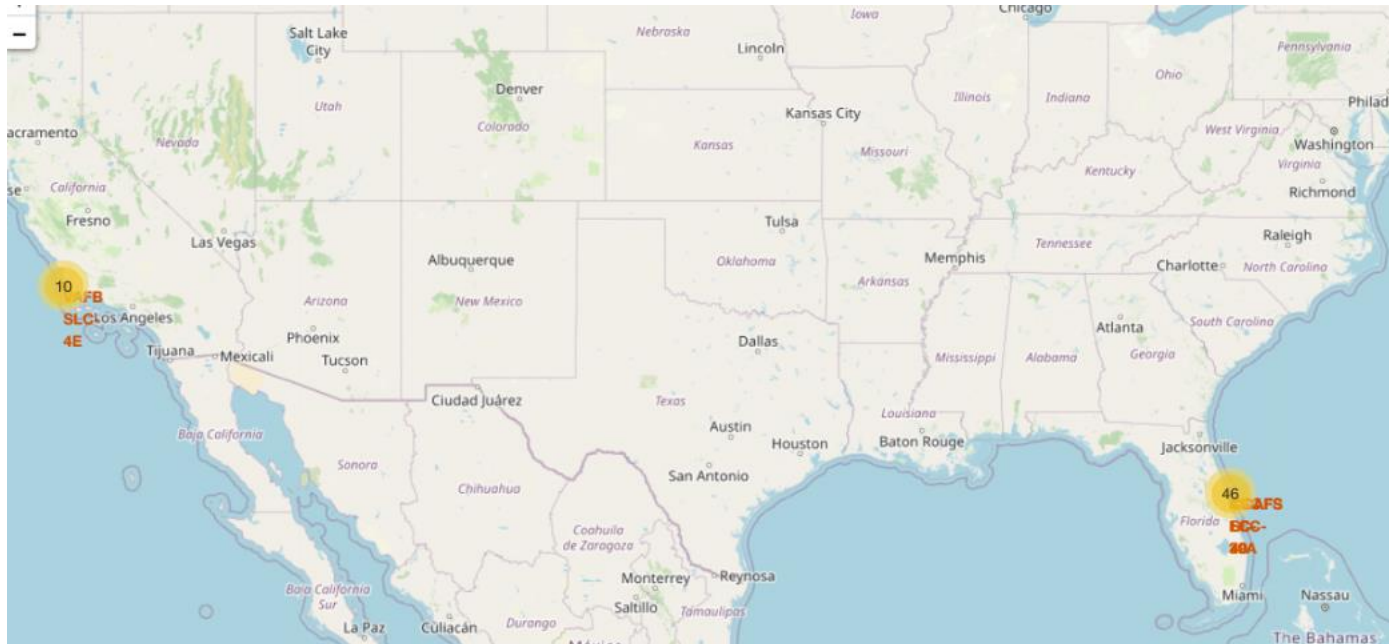 −
Chicago
Iowa
Nebraska
Salt Lake
City
Lincoln
Pennsylvania
Ohio
Denver
Utah
Illinois
Indiana
Colorado
Kansas City
Philad
acramento
Nevada
Kansas
Missouri
West Virginia
Washington
Virginia
Kentucky
se
California
Richmond
Fresno
Tulsa
Las Vegas
Raleigh
Tennessee
Albuquerque
Oklahoma
Memphis
Charlotte
North Carolina
Arkansas
10
VAFB
Arizona
New Mexico
SLC-
Los Angeles
South Carolina
Atlanta
4E
Phoenix
Dallas
Tijuana
Mexicali
Tucson
Mississippi
Alabama
Georgia
Ciudad Juárez
Texas
Louisiana
Austin
Baja California
Houston
Baton Rouge
Jacksonville
Sonora
San Antonio
Chihuahua
46
Florida
Coahuila
de Zaragoza
Monterrey
Reynosa
Baja California
Sur
Saltillo
Tamaulipas
Miami
Nassau
La Paz
Culiacán
Durango
The Bahamas